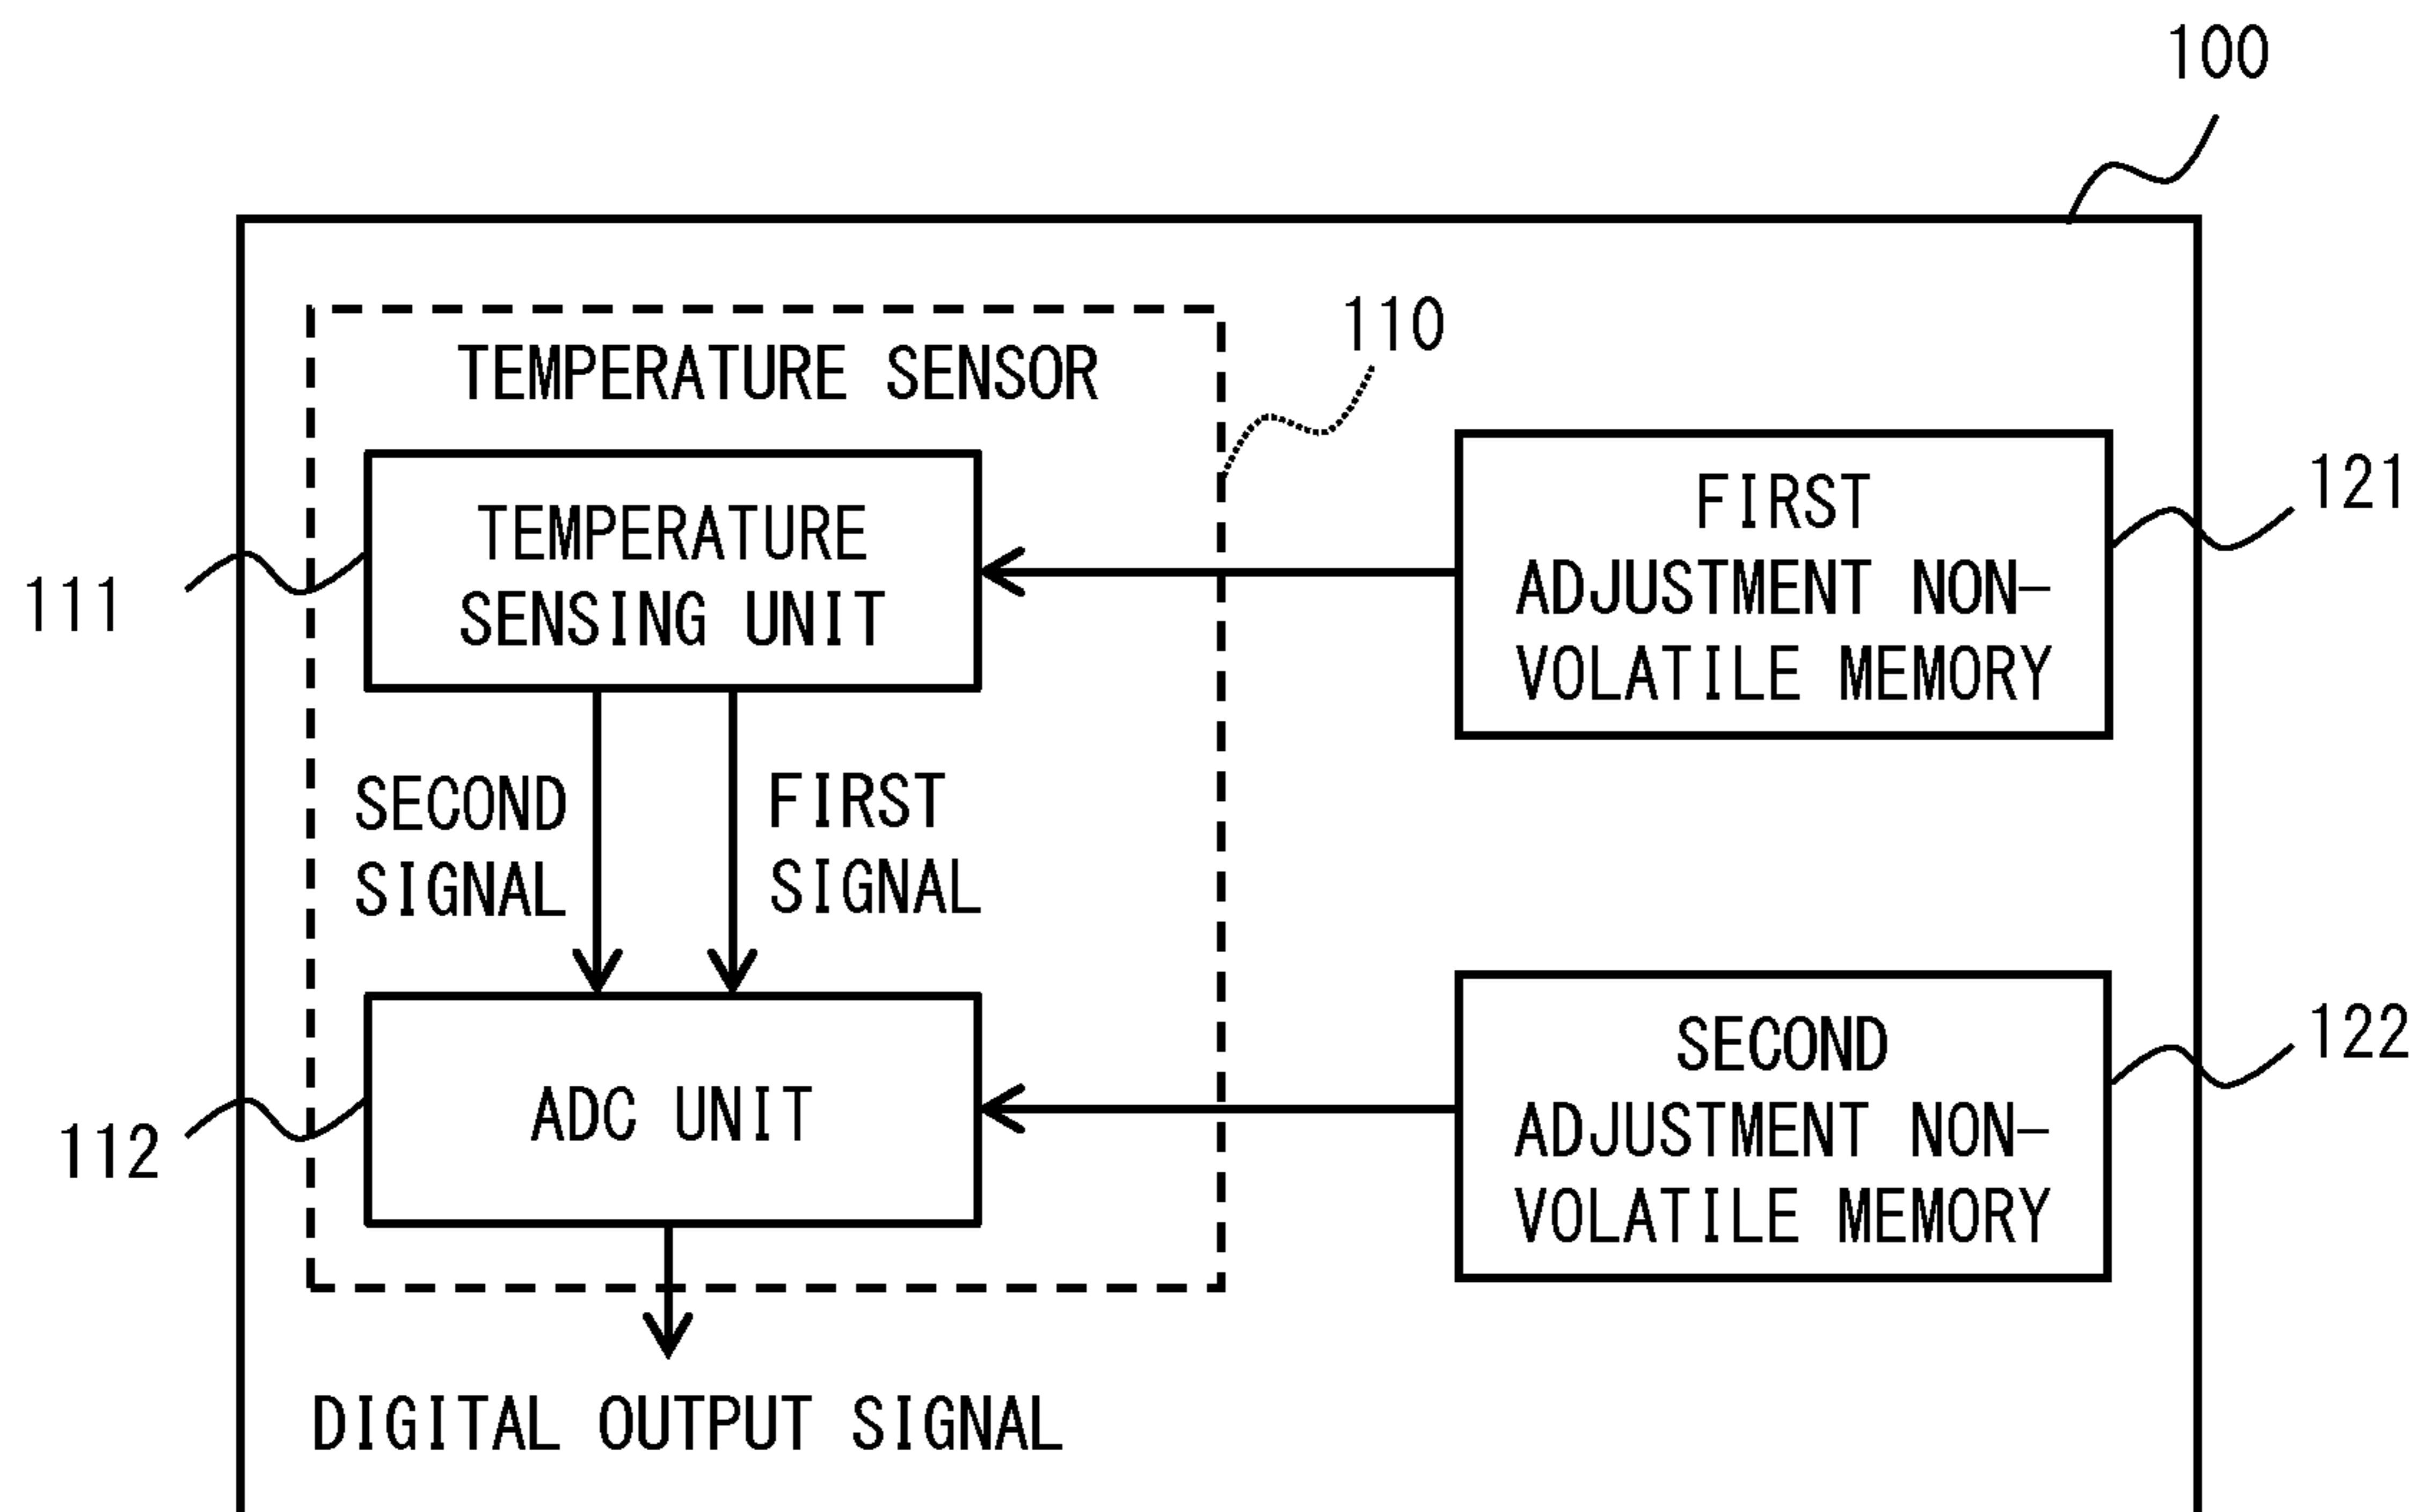 100
110
TEMPERATURE SENSOR
TEMPERATURE
SENSING UNIT
111
FIRST
ADJUSTMENT NON-
VOLATILE MEMORY
121
SECOND
SIGNAL
FIRST
SIGNAL
ADC UNIT
112
SECOND
ADJUSTMENT NON-
VOLATILE MEMORY
122
DIGITAL OUTPUT SIGNAL